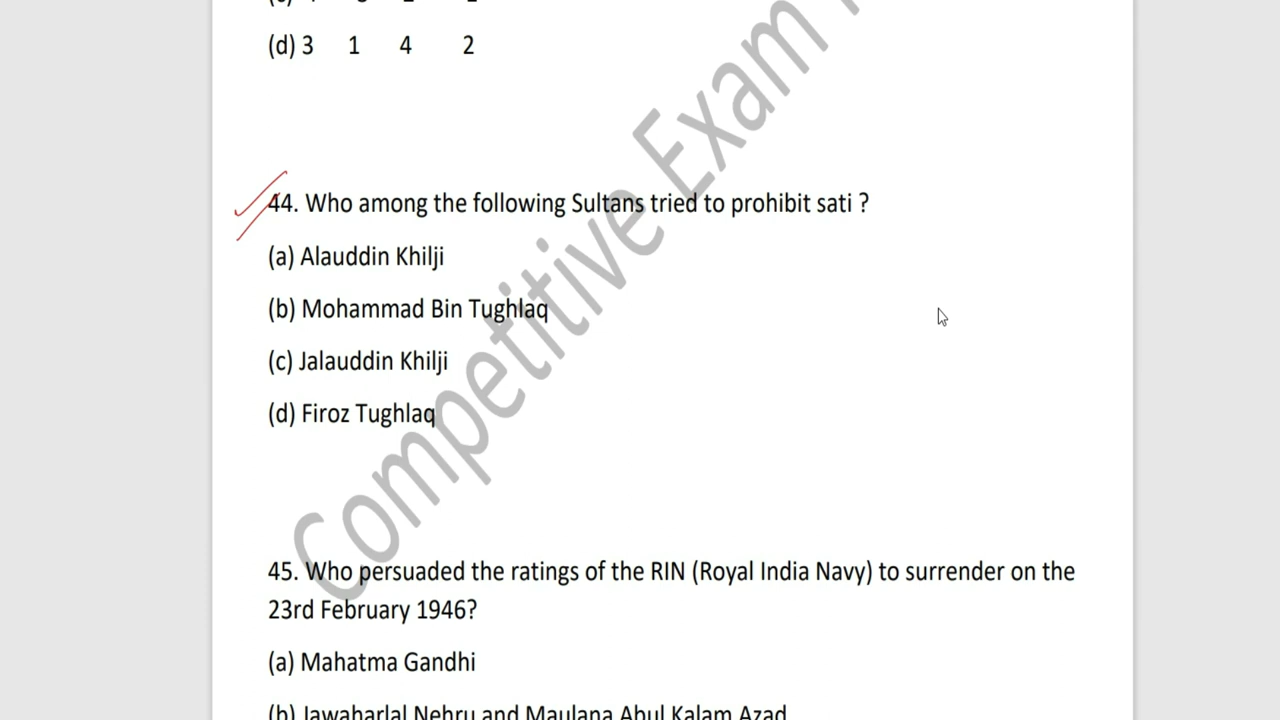 (d) 3 1 4 2
44. Who among the following Sultans tried to prohibit sati ?
(a) Alauddin Khilji
(b) Mohammad Bin Tughlaq
(c) Jalauddin Khilji
(d) Firoz Tughlaq
Competitive Exam
45. Who persuaded the ratings of the RIN (Royal India Navy) to surrender on the
23rd February 1946?
(a) Mahatma Gandhi
(b) Jawaharlal Nehru and Maulana Abul Kalam Azad